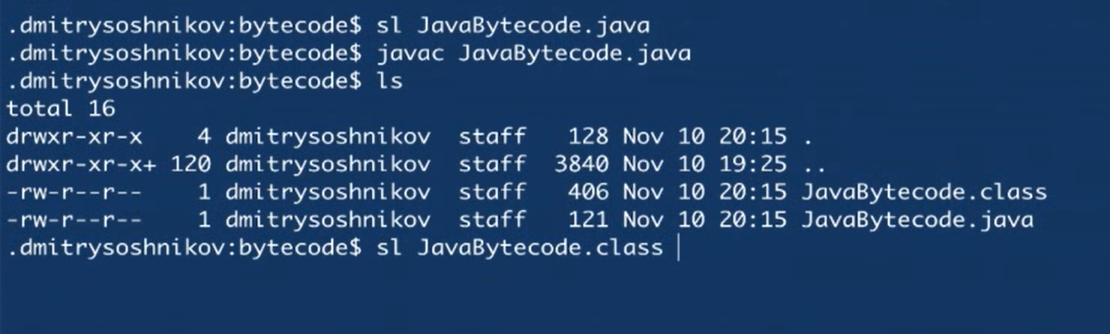 .dmitrysoshnikov:bytecode$ sl JavaBytecode.java
.dmitrysoshnikov:bytecode$ javac JavaBytecode.java
.dmitrysoshnikov:bytecode$ ls
total 16
drwxr-xr-x    4 dmitrysoshnikov  staff   128 Nov 10 20:15 .
drwxr-xr-x+ 120 dmitrysoshnikov  staff  3840 Nov 10 19:25 ..
-rw-r--r--    1 dmitrysoshnikov  staff   406 Nov 10 20:15 JavaBytecode.class
-rw-r--r--    1 dmitrysoshnikov  staff   121 Nov 10 20:15 JavaBytecode.java
.dmitrysoshnikov:bytecode$ sl JavaBytecode.class